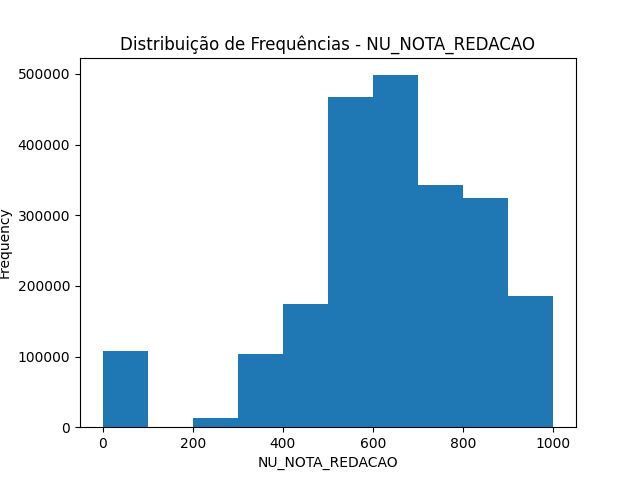 Distribuição de Frequências - NU_NOTA_REDACAO
500000
400000
300000
200000
100000
0
Frequency
0 200 400 600 800 1000
NU_NOTA_REDACAO